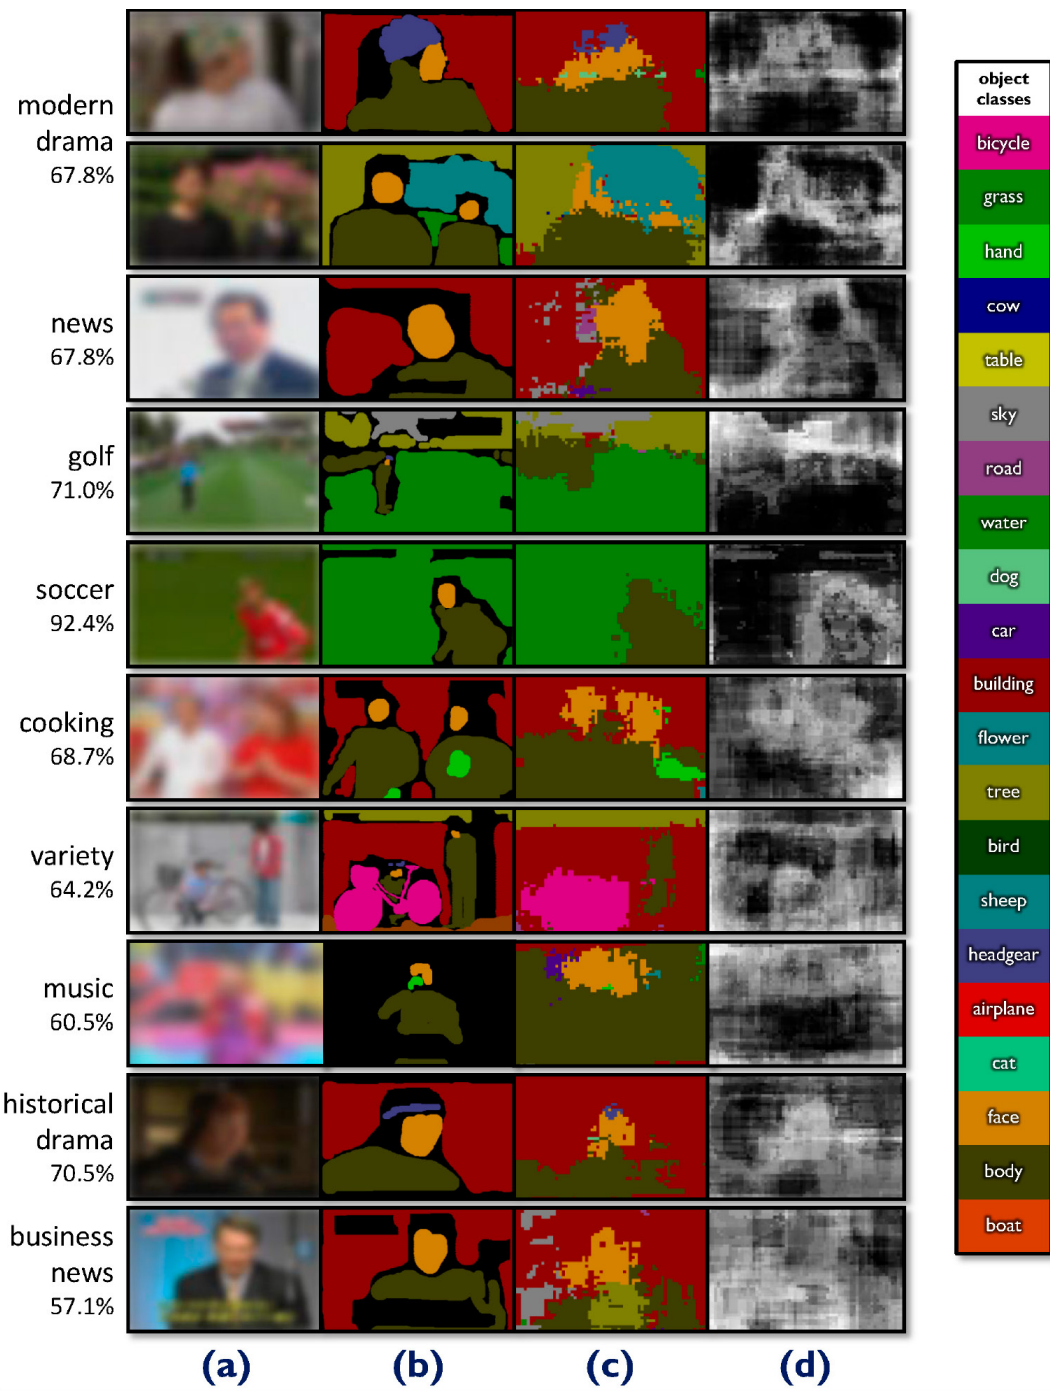 modern
drama
67.8%
news
67.8%
golf
71.0%
soccer
92.4%
cooking
68.7%
variety
64.2%
music
60.5%
historical
drama
70.5%
business
news
57.1%
(a)
(b)
(c)
(d)
object
classes
bicycle
grass
hand
cow
table
sky
road
water
dog
car
building
flower
tree
bird
sheep
headgear
airplane
cat
face
body
boat